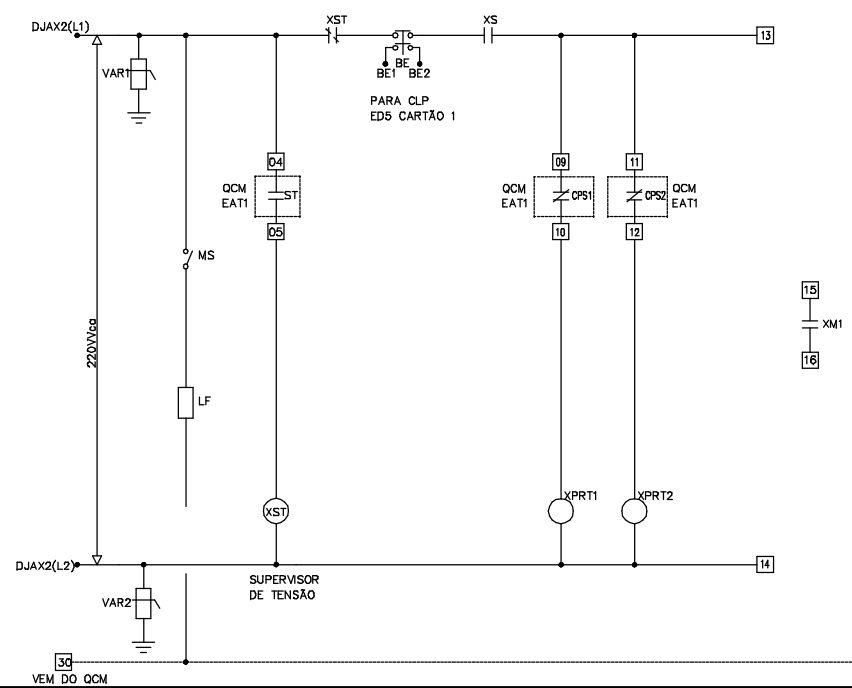 DJAX2(L1)
XST
XS
13
VAR1
BE
BE1 BE2
PARA CLP
ED5 CARTÃO 1
04
09
11
QCM
EAT1
ST
QCM
EAT1
CPS1
CPS2
QCM
EAT1
05
10
12
MS
15
XM1
16
220VVca
LF
XST
XPRT1
XPRT2
DJAX2(L2)
14
SUPERVISOR
DE TENSÃO
VAR2
30
VEM DO QCM